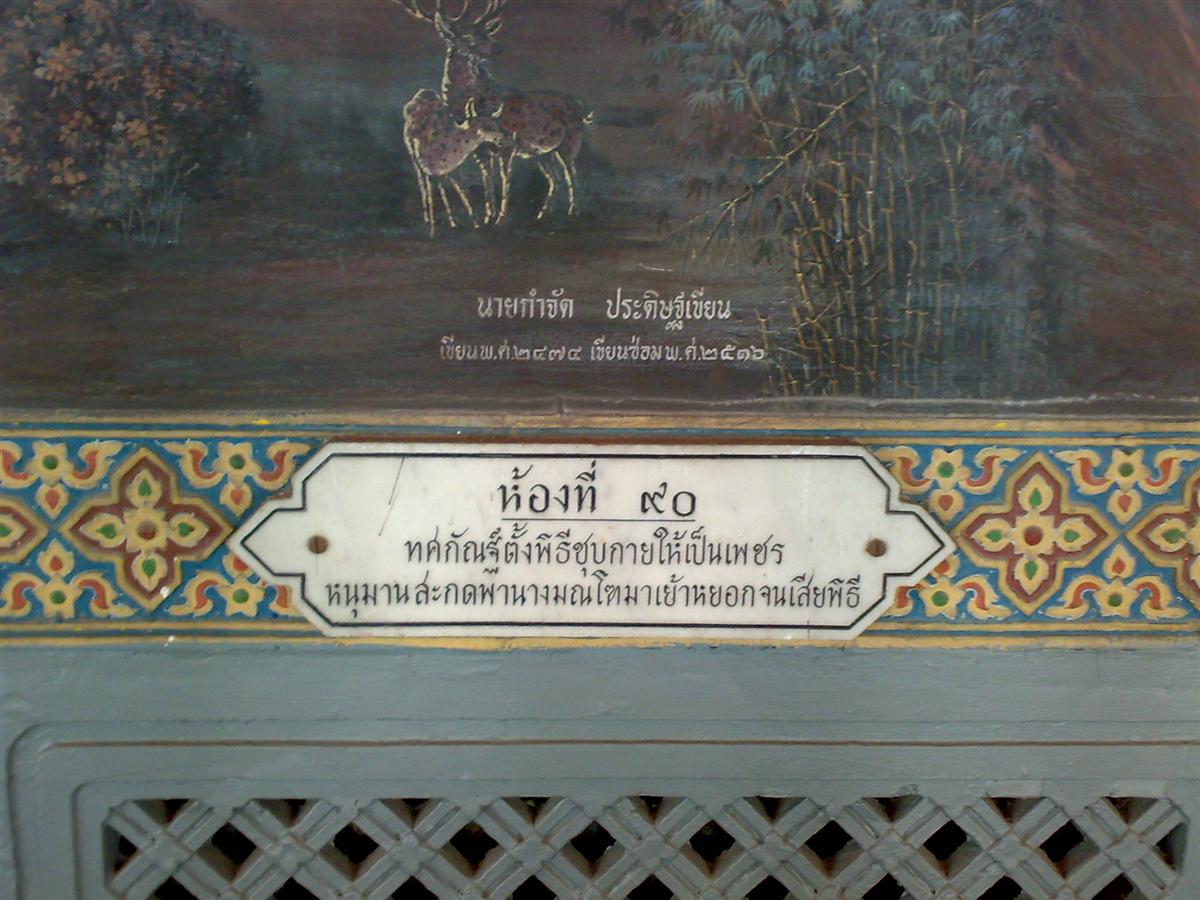 นายกำจัด ประดิษฐเขียน
เขียนพ.ศ.๒๔๗๔ เขียนซ่อมพ.ศ.๒๕๑๖
ห้องที่ ๙๐
ทศกัณฐ์ตั้งพิธีชุบกายให้เป็นเพชร
หนุมานสะกดพานางมณโฑมาเย้าหยอกจนเสียพิธี